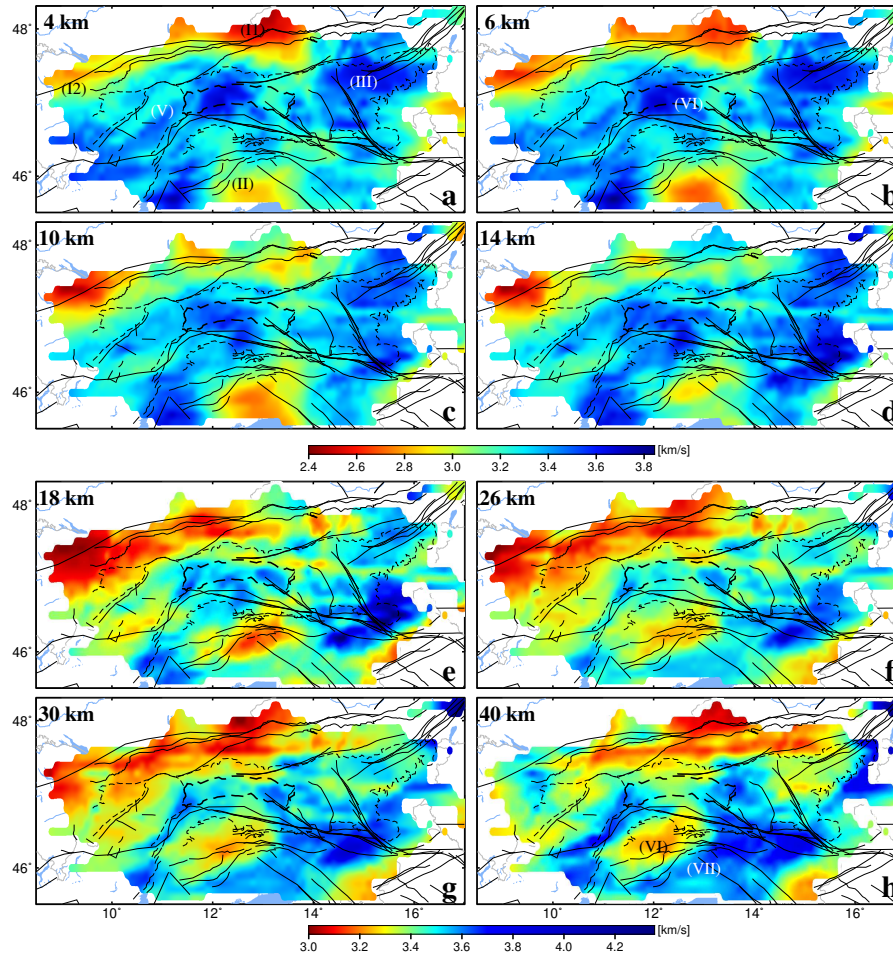 4 km
(I1)
(I2)
(III)
(V)
(II)
48°
46°
a
6 km
(VI)
b
10 km
48°
46°
c
14 km
d
[km/s]
2.4 2.6 2.8 3.0 3.2 3.4 3.6 3.8
18 km
48°
46°
e
26 km
f
30 km
48°
46°
g
40 km
(VI)
(VII)
h
10° 12° 14° 16°
10° 12° 14° 16°
[km/s]
3.0 3.2 3.4 3.6 3.8 4.0 4.2